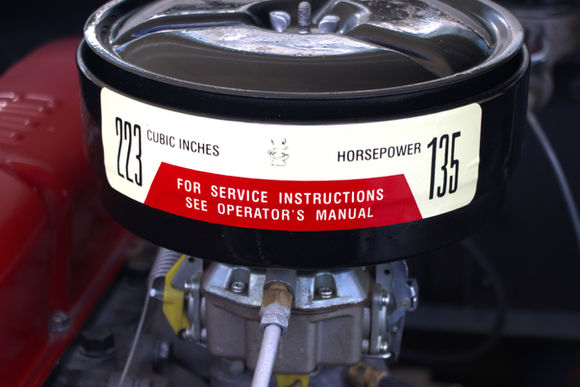 223 CUBIC INCHES
HORSEPOWER 135
FOR SERVICE INSTRUCTIONS
SEE OPERATOR'S MANUAL